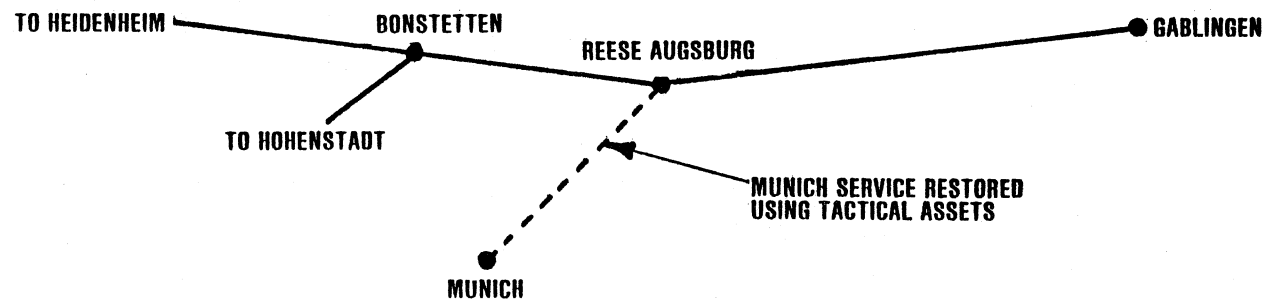 TO HEIDENHEIM
BONSTETTEN
REESE AUGSBURG
GABLINGEN
TO HOHENSTADT
MUNICH SERVICE RESTORED
USING TACTICAL ASSETS
MUNICH